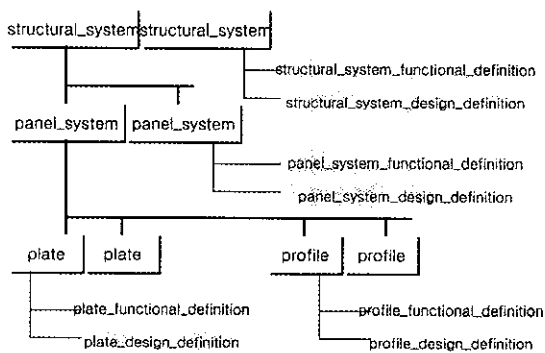 structural_system structural_system
structural_system_functional_definition
structural_system_design_definition
panel_system panel_system
panel_system_functional_definition
panel_system_design_definition
plate plate profile profile
plate_functional_definition profile_functional_definition
plate_design_definition profile_design_definition